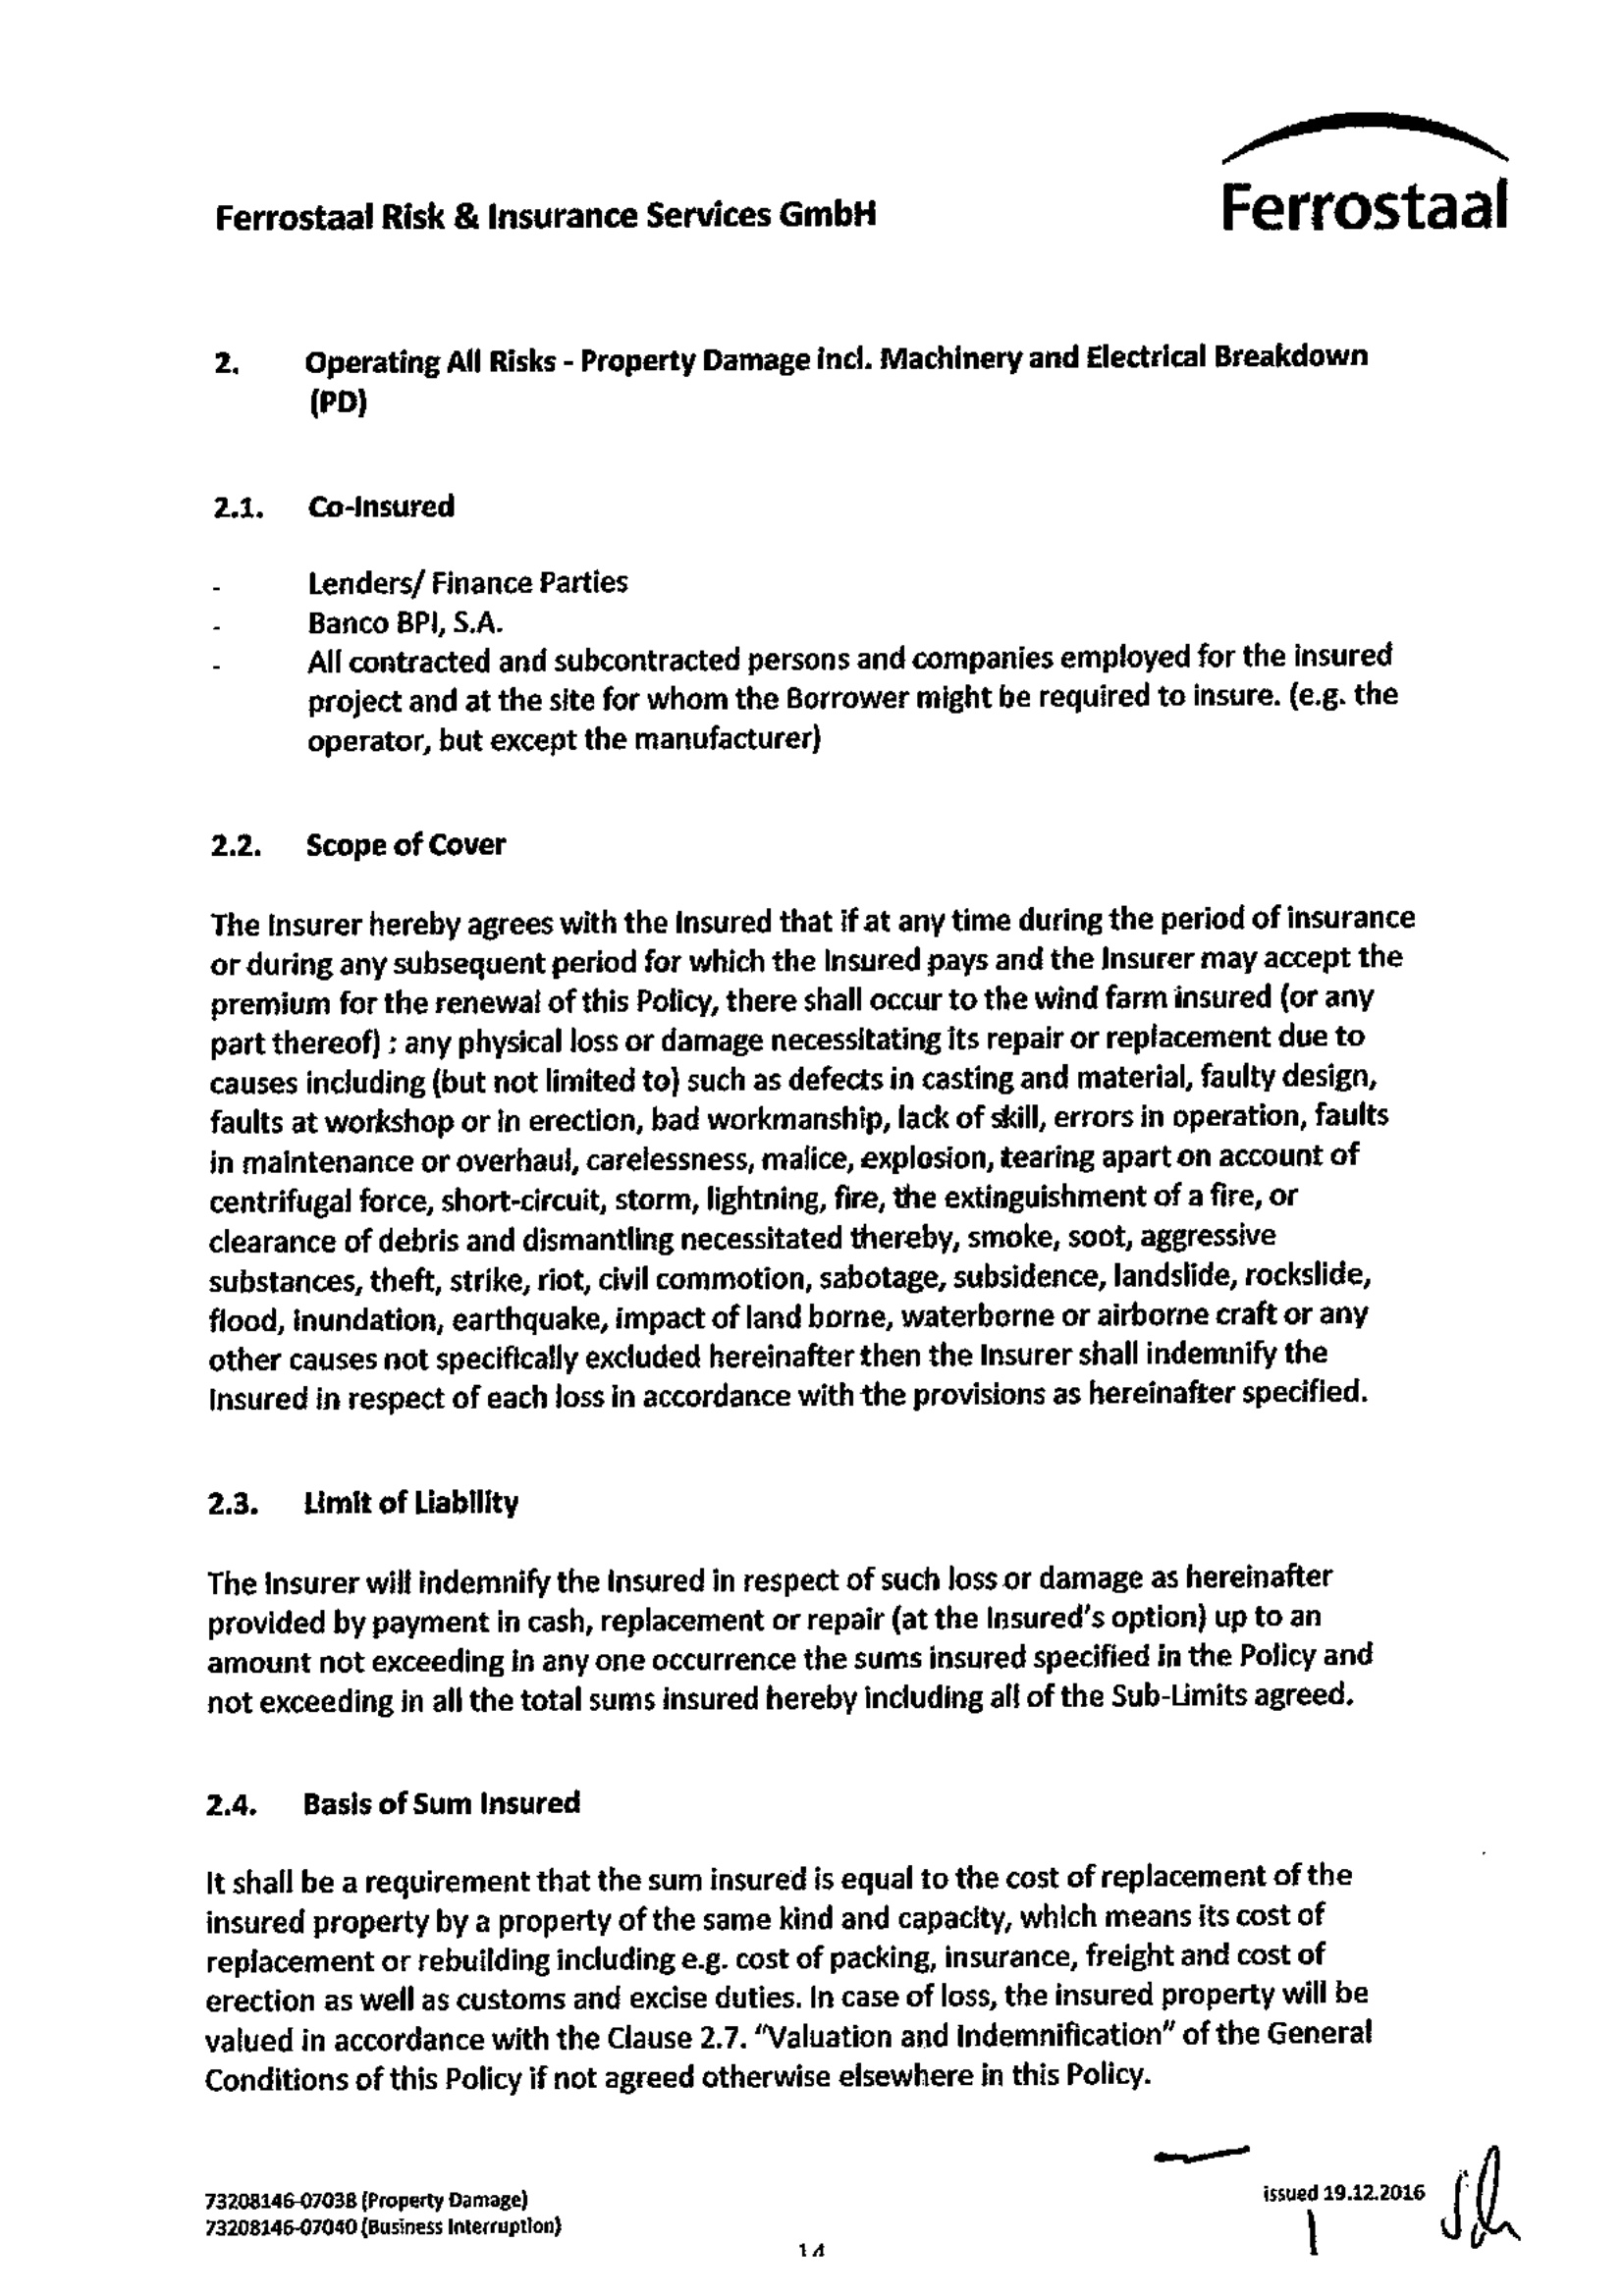 Ferrostaal
Ferrostaal Risk & Insurance Services GmbH
2. Operating All Risks - Property Damage incl. Machinery and Electrical Breakdown
(PD)
2.1. Co-Insured
- Lenders/ Finance Parties
- Banco BPI, S.A.
- All contracted and subcontracted persons and companies employed for the insured
project and at the site for whom the Borrower might be required to insure. (e.g. the
operator, but except the manufacturer)
2.2. Scope of Cover
The Insurer hereby agrees with the Insured that if at any time during the period of insurance
or during any subsequent period for which the Insured pays and the Insurer may accept the
premium for the renewal of this Policy, there shall occur to the wind farm insured (or any
part thereof) : any physical loss or damage necessitating its repair or replacement due to
causes including (but not limited to) such as defects in casting and material, faulty design,
faults at workshop or in erection, bad workmanship, lack of skill, errors in operation, faults
in maintenance or overhaul, carelessness, malice, explosion, tearing apart on account of
centrifugal force, short-circuit, storm, lightning, fire, the extinguishment of a fire, or
clearance of debris and dismantling necessitated thereby, smoke, soot, aggressive
substances, theft, strike, riot, civil commotion, sabotage, subsidence, landslide, rockslide,
flood, inundation, earthquake, impact of land borne, waterborne or airborne craft or any
other causes not specifically excluded hereinafter then the Insurer shall indemnify the
Insured in respect of each loss in accordance with the provisions as hereinafter specified.
2.3. Limit of Liability
The Insurer will indemnify the Insured in respect of such loss or damage as hereinafter
provided by payment in cash, replacement or repair (at the Insured's option) up to an
amount not exceeding in any one occurrence the sums insured specified in the Policy and
not exceeding in all the total sums insured hereby including all of the Sub-Limits agreed.
2.4. Basis of Sum Insured
It shall be a requirement that the sum insured is equal to the cost of replacement of the
insured property by a property of the same kind and capacity, which means its cost of
replacement or rebuilding including e.g. cost of packing, insurance, freight and cost of
erection as well as customs and excise duties. In case of loss, the insured property will be
valued in accordance with the Clause 2.7. "Valuation and Indemnification" of the General
Conditions of this Policy if not agreed otherwise elsewhere in this Policy.
73208146-07038 (Property Damage)
73208146-07040 (Business Interruption)
issued 19.12.2016
14